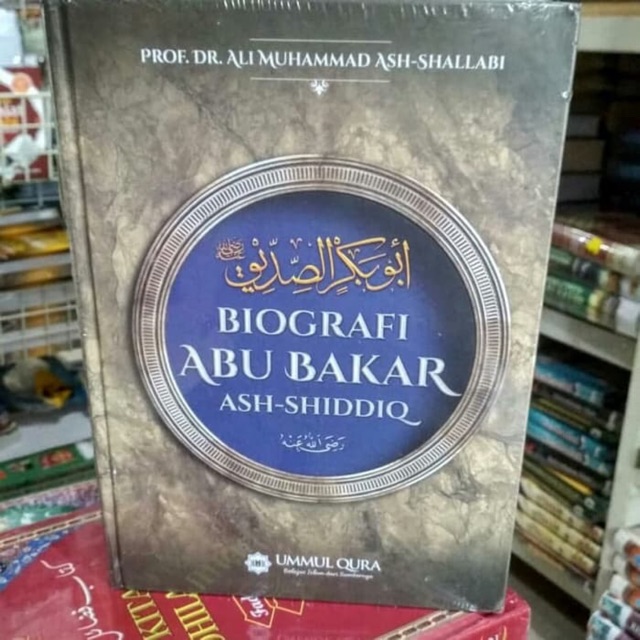 PROF. DR. ALI MUHAMMAD ASH-SHALLABI
أبو بكر الصديق
BIOGRAFI
ABU BAKAR
ASH-SHIDDIQ
رضي الله عنه
UMMUL QURA